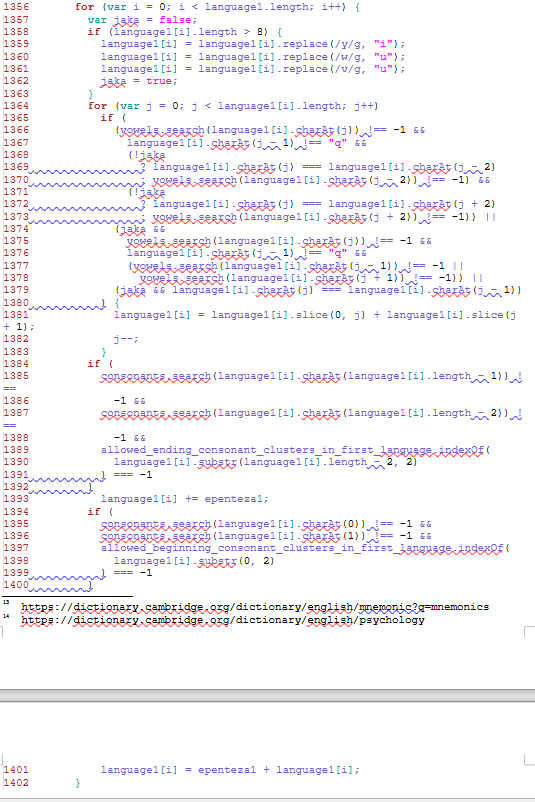 1356 for (var i = 0; i < language1.length; i++) {
1357 var jaka = false;
1358 if (language1[i].length > 8) {
1359 language1[i] = language1[i].replace(/y/g, "i");
1360 language1[i] = language1[i].replace(/w/g, "u");
1361 language1[i] = language1[i].replace(/v/g, "u");
1362 jaka = true;
1363 }
1364 for (var j = 0; j < language1[i].length; j++)
1365 if (
1366 (vowels.search(language1[i].charAt(j)) !== -1 &&
1367 language1[i].charAt(j - 1) !== "q" &&
1368 (!jaka
1369 ? language1[i].charAt(j) === language1[i].charAt(j - 2)
1370 : vowels.search(language1[i].charAt(j - 2)) !== -1) &&
1371 (!jaka
1372 ? language1[i].charAt(j) === language1[i].charAt(j + 2)
1373 : vowels.search(language1[i].charAt(j + 2)) !== -1)) ||
1374 (jaka &&
1375 vowels.search(language1[i].charAt(j)) !== -1 &&
1376 language1[i].charAt(j - 1) !== "q" &&
1377 (vowels.search(language1[i].charAt(j - 1)) !== -1 ||
1378 vowels.search(language1[i].charAt(j + 1)) !== -1)) ||
1379 (jaka && language1[i].charAt(j) === language1[i].charAt(j - 1))
1380 ) {
1381 language1[i] = language1[i].slice(0, j) + language1[i].slice(j
+ 1);
1382 j--;
1383 }
1384 if (
1385 consonants.search(language1[i].charAt(language1[i].length - 1)) !
==
1386 -1 &&
1387 consonants.search(language1[i].charAt(language1[i].length - 2)) !
==
1388 -1 &&
1389 allowed_ending_consonant_clusters_in_first_language.indexOf(
1390 language1[i].substr(language1[i].length - 2, 2)
1391 ) === -1
1392 )
1393 language1[i] += epenteza1;
1394 if (
1395 consonants.search(language1[i].charAt(0)) !== -1 &&
1396 consonants.search(language1[i].charAt(1)) !== -1 &&
1397 allowed_beginning_consonant_clusters_in_first_language.indexOf(
1398 language1[i].substr(0, 2)
1399 ) === -1
1400 )
13 https://dictionary.cambridge.org/dictionary/english/mnemonic?q=mnemonics
14 https://dictionary.cambridge.org/dictionary/english/psychology
1401 language1[i] = epenteza1 + language1[i];
1402 }